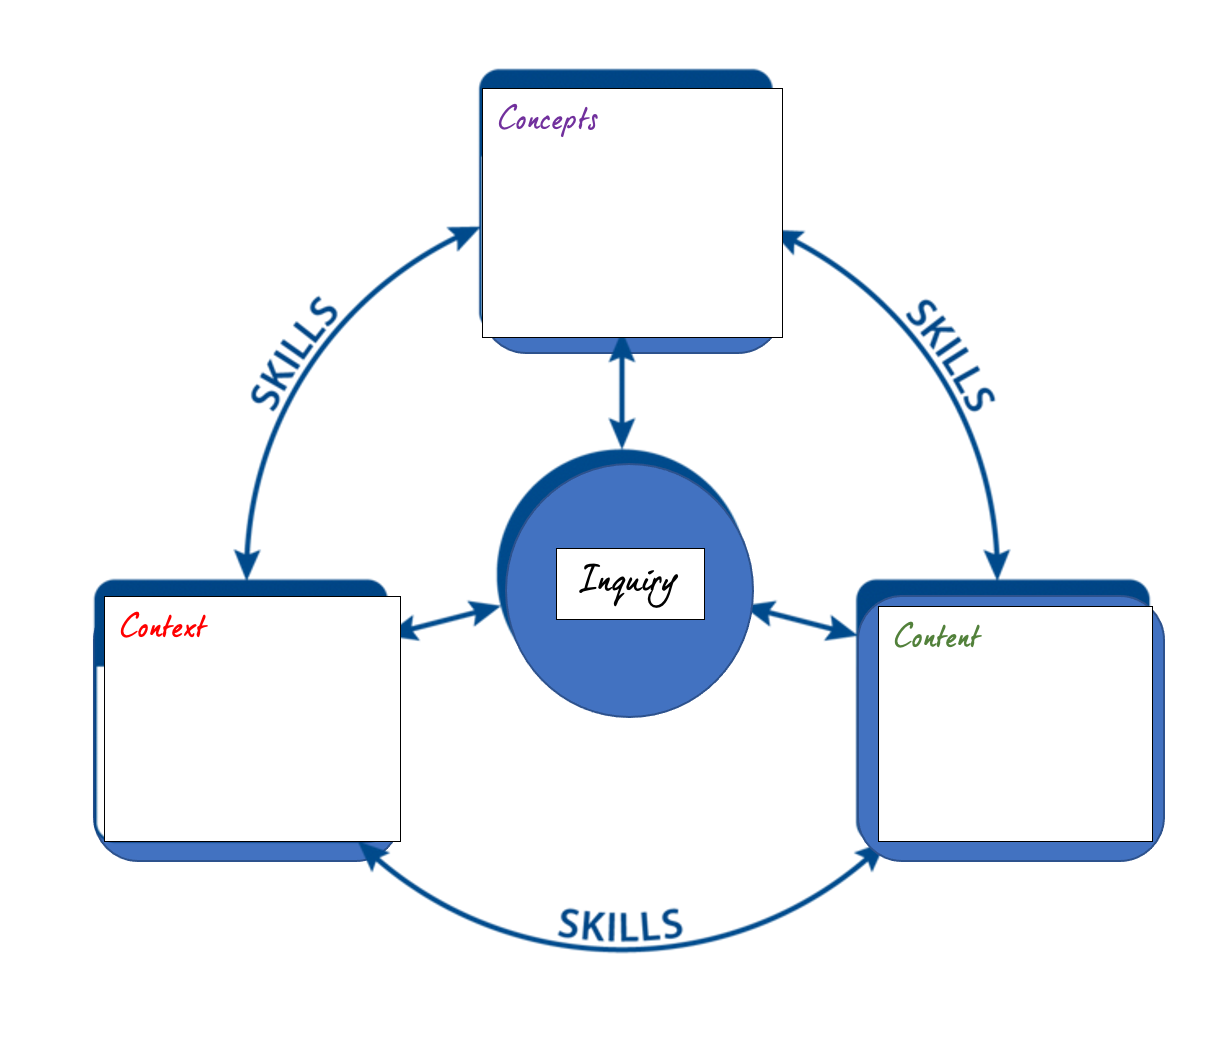 Concepts
SKILLS
SKILLS
Inquiry
Context
Content
SKILLS